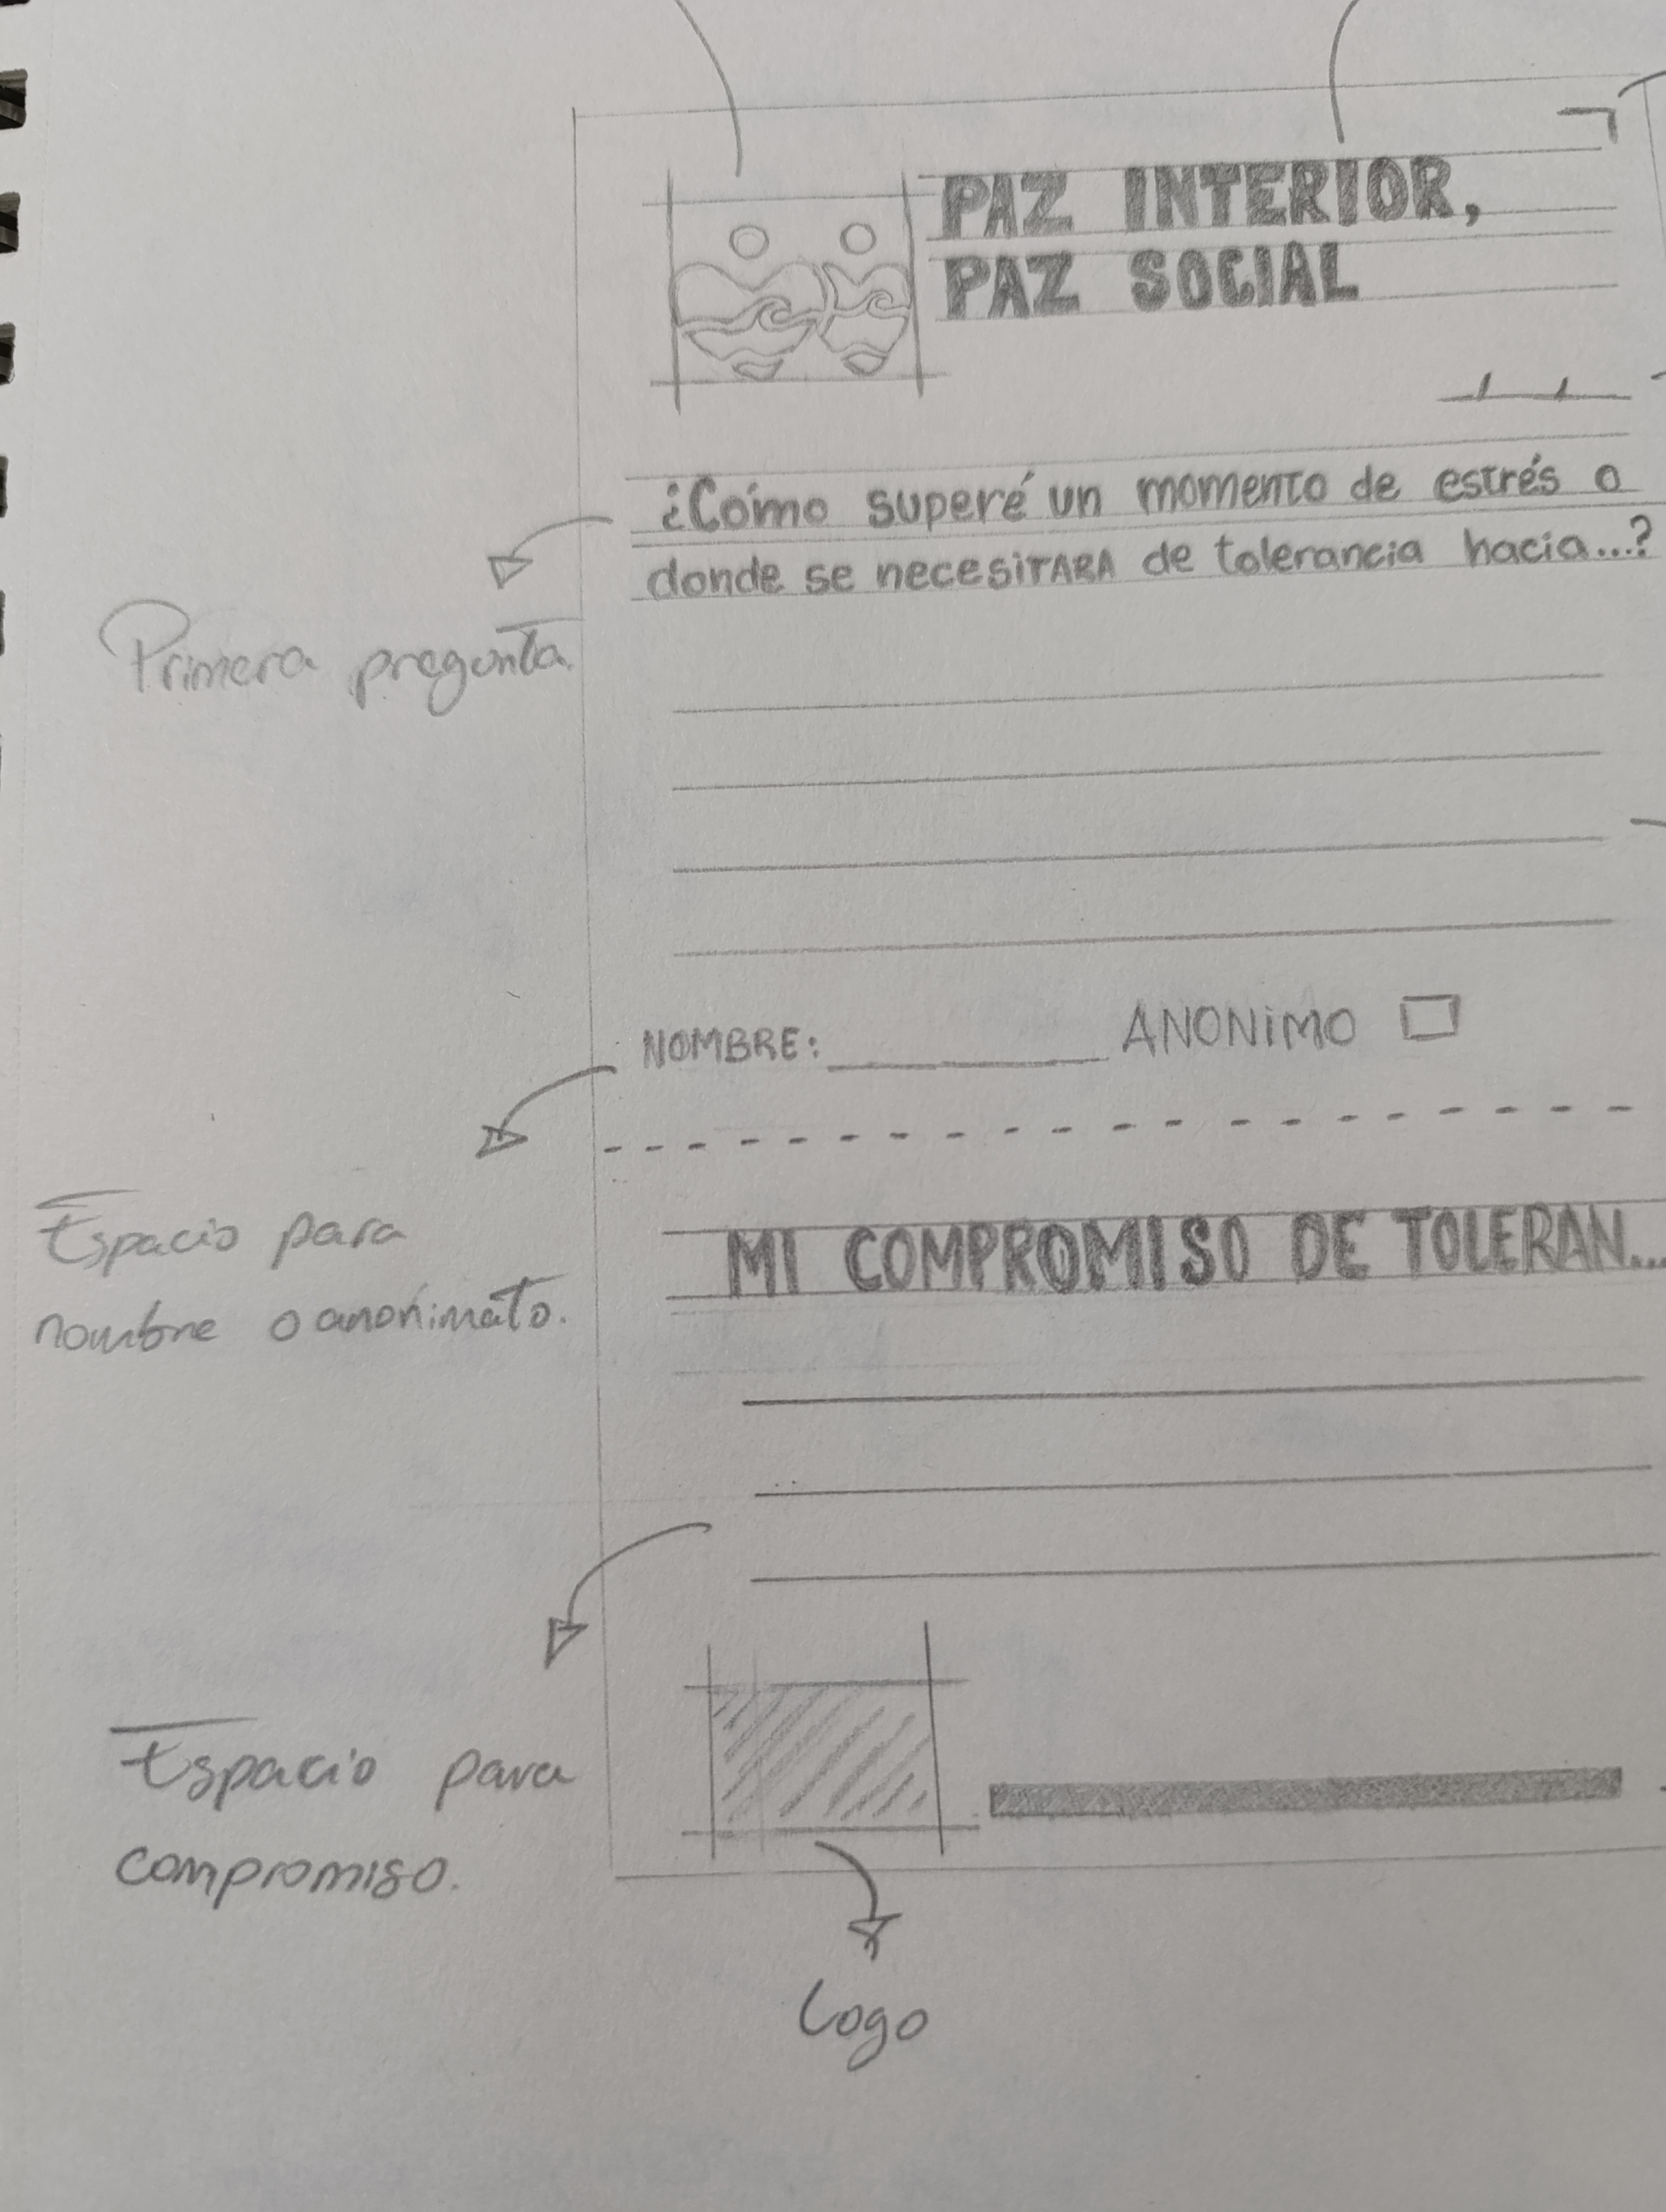 PAZ INTERIOR,
PAZ SOCIAL
¿Cómo superé un momento de estrés o
donde se necesiTARA de tolerancia hacia...?
Primera pregunta.
NOMBRE: ANONiMO
Espacio para
nombre o anonimato.
MI COMPROMISO DE TOLERAN...
Espacio para
compromiso.
Logo